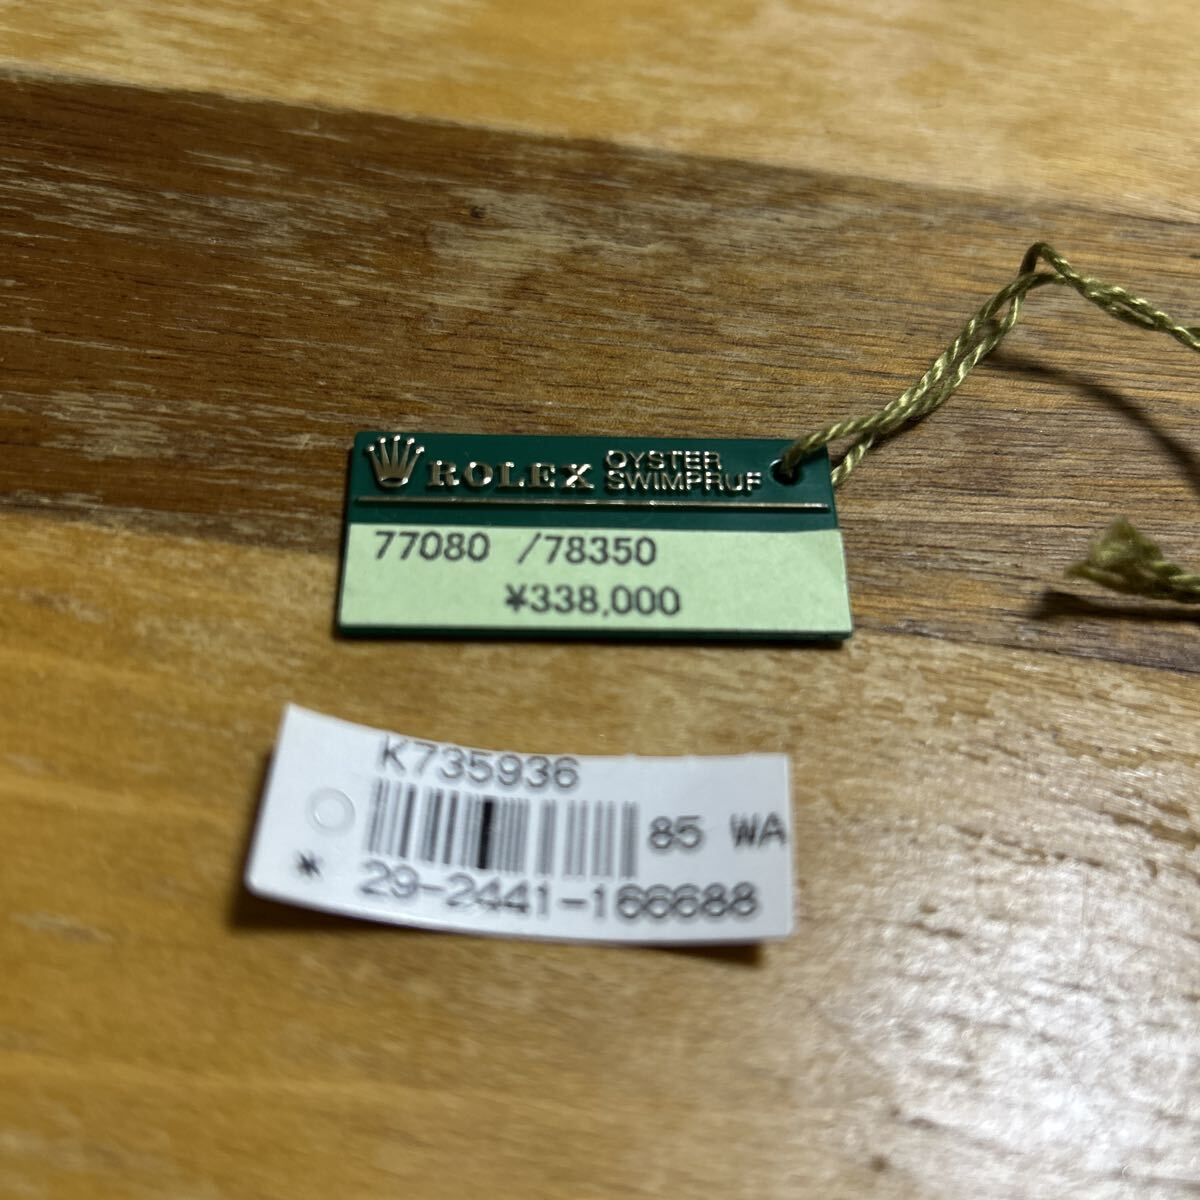 ROLEX OYSTER
SWIMPRUF
77080 /78350
¥338,000
K735936
85 WA
* 29-2441-166688